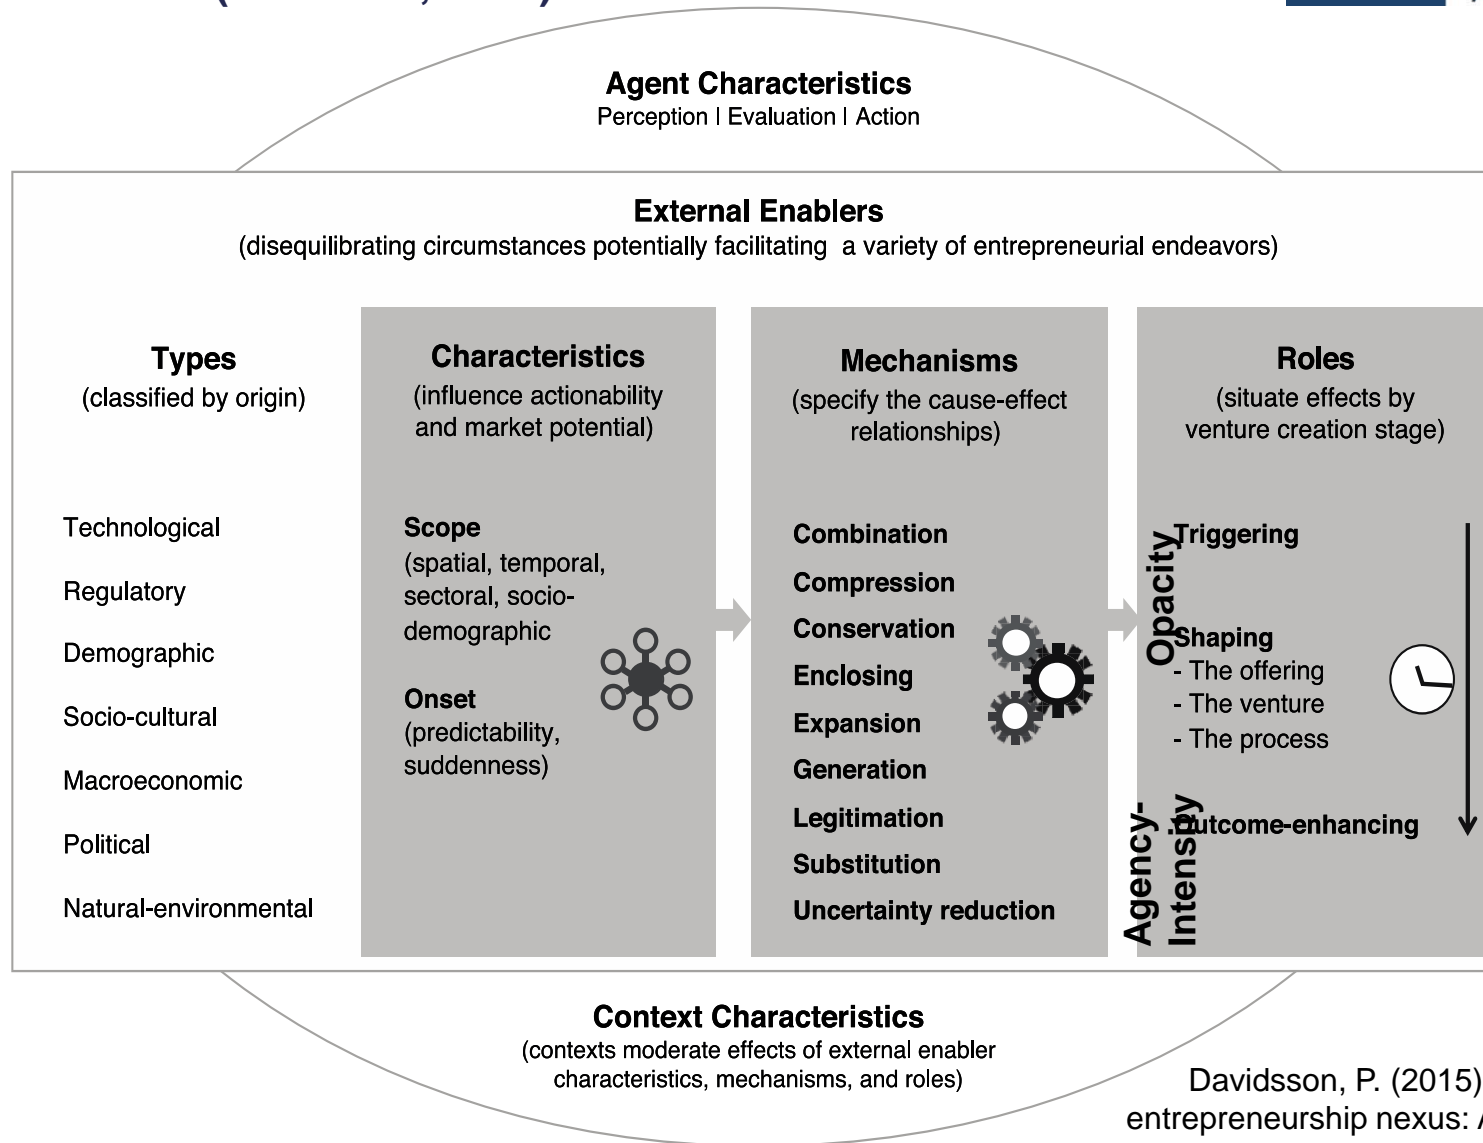 Agent Characteristics
Perception | Evaluation | Action
External Enablers
(disequilibrating circumstances potentially facilitating a variety of entrepreneurial endeavors)
Types
(classified by origin)
Technological
Regulatory
Demographic
Socio-cultural
Macroeconomic
Political
Natural-environmental
Characteristics
(influence actionability
and market potential)
Scope
(spatial, temporal,
sectoral, socio-
demographic
Onset
(predictability,
suddenness)
Mechanisms
(specify the cause-effect
relationships)
Combination
Compression
Conservation
Enclosing
Expansion
Generation
Legitimation
Substitution
Uncertainty reduction
Opacity
Agency-
Intensity
Roles
(situate effects by
venture creation stage)
Triggering
Shaping
- The offering
- The venture
- The process
Outcome-enhancing
Context Characteristics
(contexts moderate effects of external enabler
characteristics, mechanisms, and roles)
Davidsson, P. (2015)
entrepreneurship nexus: A